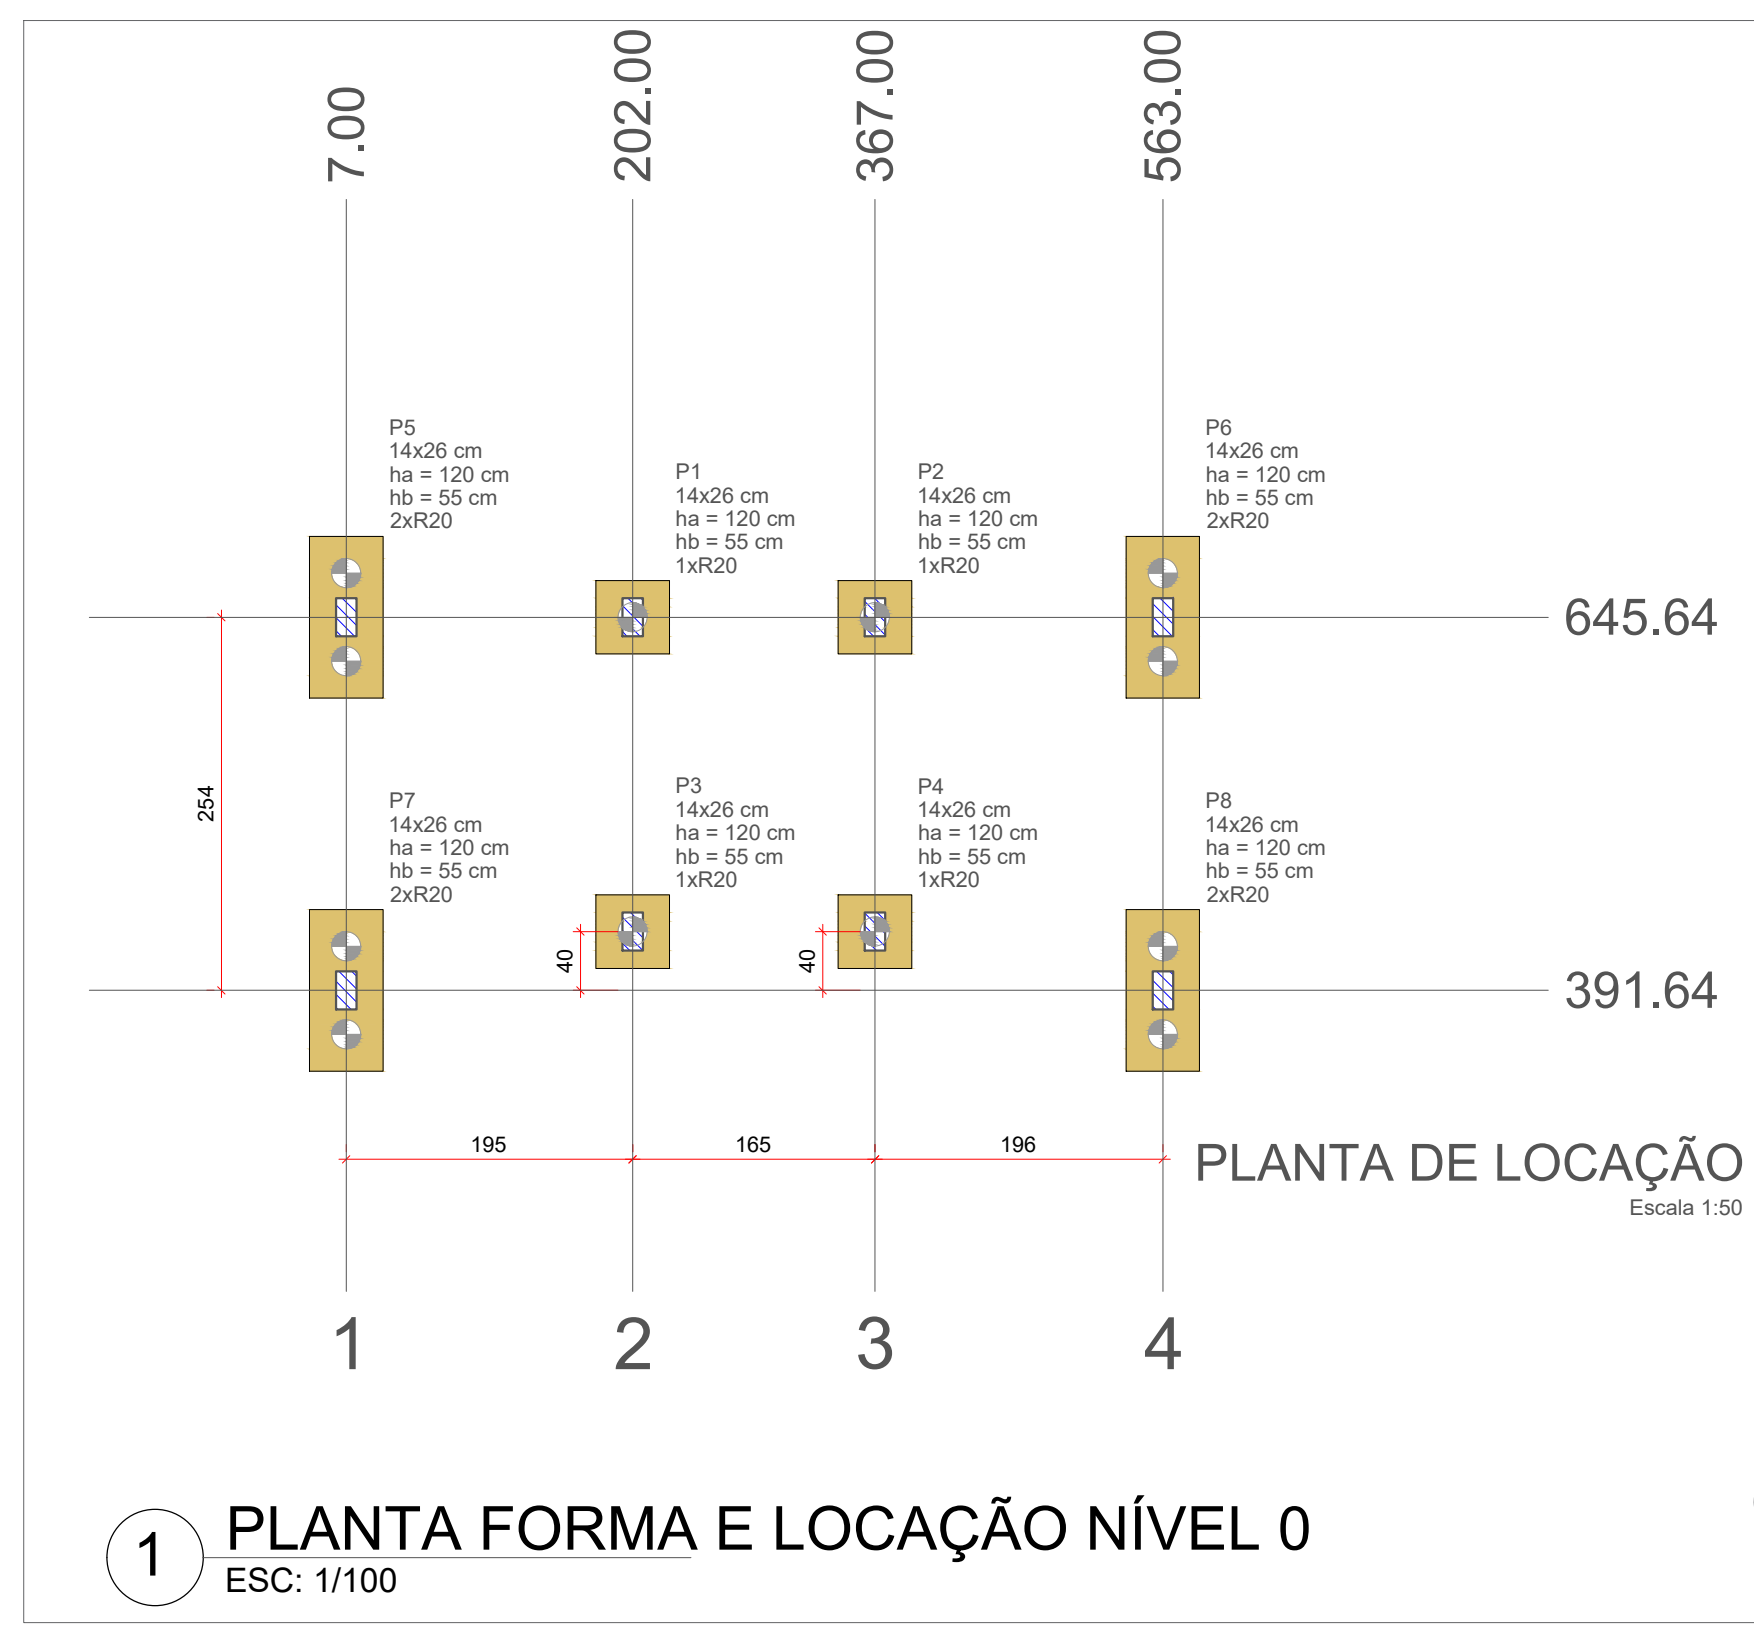 7.00
202.00
367.00
563.00
P5
14x26 cm
ha = 120 cm
hb = 55 cm
2xR20
P1
14x26 cm
ha = 120 cm
hb = 55 cm
1xR20
P2
14x26 cm
ha = 120 cm
hb = 55 cm
1xR20
P6
14x26 cm
ha = 120 cm
hb = 55 cm
2xR20
645.64
254
P7
14x26 cm
ha = 120 cm
hb = 55 cm
2xR20
P3
14x26 cm
ha = 120 cm
hb = 55 cm
1xR20
P4
14x26 cm
ha = 120 cm
hb = 55 cm
1xR20
P8
14x26 cm
ha = 120 cm
hb = 55 cm
2xR20
40
40
391.64
195
165
196
PLANTA DE LOCAÇÃO
Escala 1:50
1
2
3
4
1
PLANTA FORMA E LOCAÇÃO NÍVEL 0
ESC: 1/100